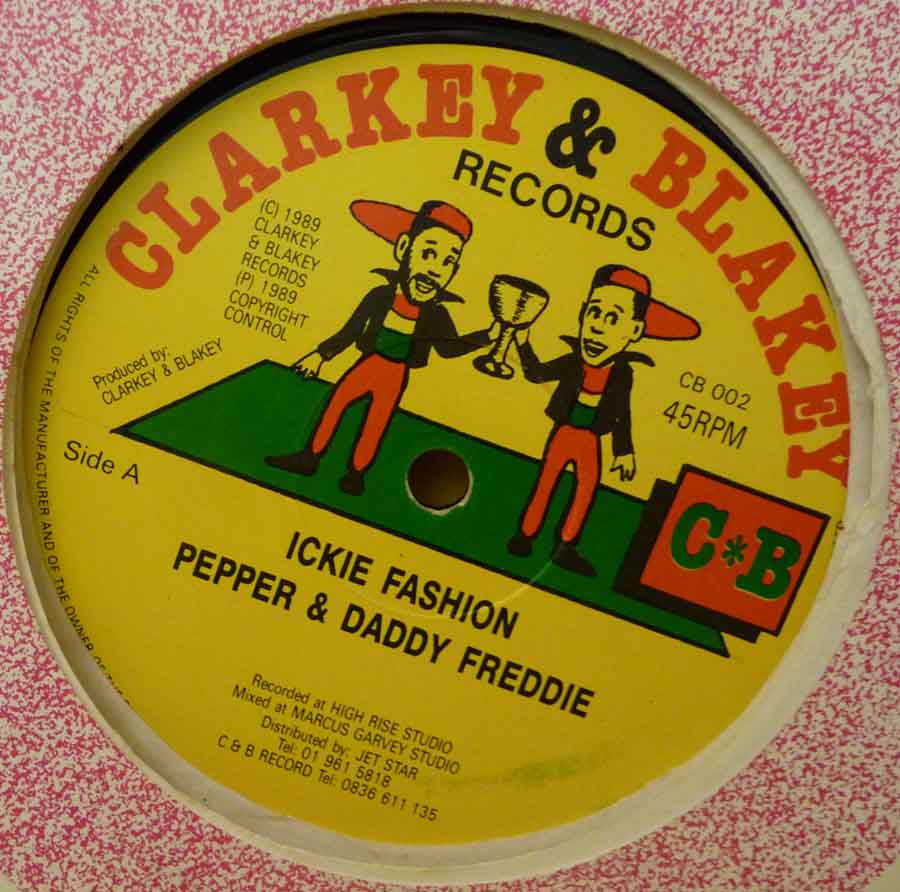 CLARKEY & BLAKEY
RECORDS
(C) 1989
CLARKEY
& BLAKEY
RECORDS
(P) 1989
COPYRIGHT
CONTROL
Produced by:
CLARKEY & BLAKEY
CB 002
45RPM
Side A
C*B
ICKIE FASHION
PEPPER & DADDY FREDDIE
Recorded at HIGH RISE STUDIO
Mixed at MARCUS GARVEY STUDIO
Distributed by: JET STAR
Tel: 01 961 5818
C & B RECORD Tel: 0836 611 135
ALL RIGHTS OF THE MANUFACTURER AND OF THE OWNER OF